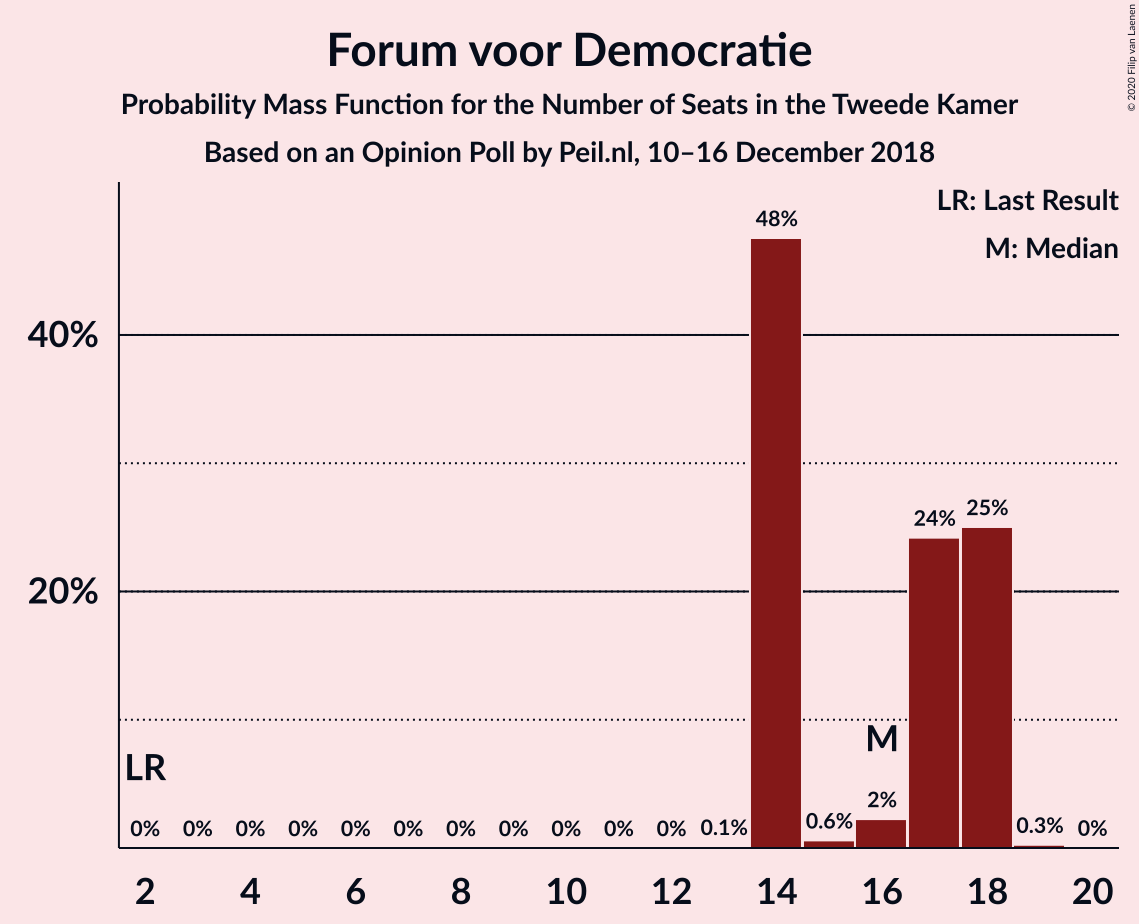 Forum voor Democratie
Probability Mass Function for the Number of Seats in the Tweede Kamer
Based on an Opinion Poll by Peil.nl, 10–16 December 2018
© 2020 Filip van Laenen
LR: Last Result
M: Median
48%
40%
25%
24%
20%
M
LR
2%
0% 0% 0% 0% 0% 0% 0% 0% 0% 0% 0% 0.1% 0.6% 0.3% 0%
2 4 6 8 10 12 14 16 18 20